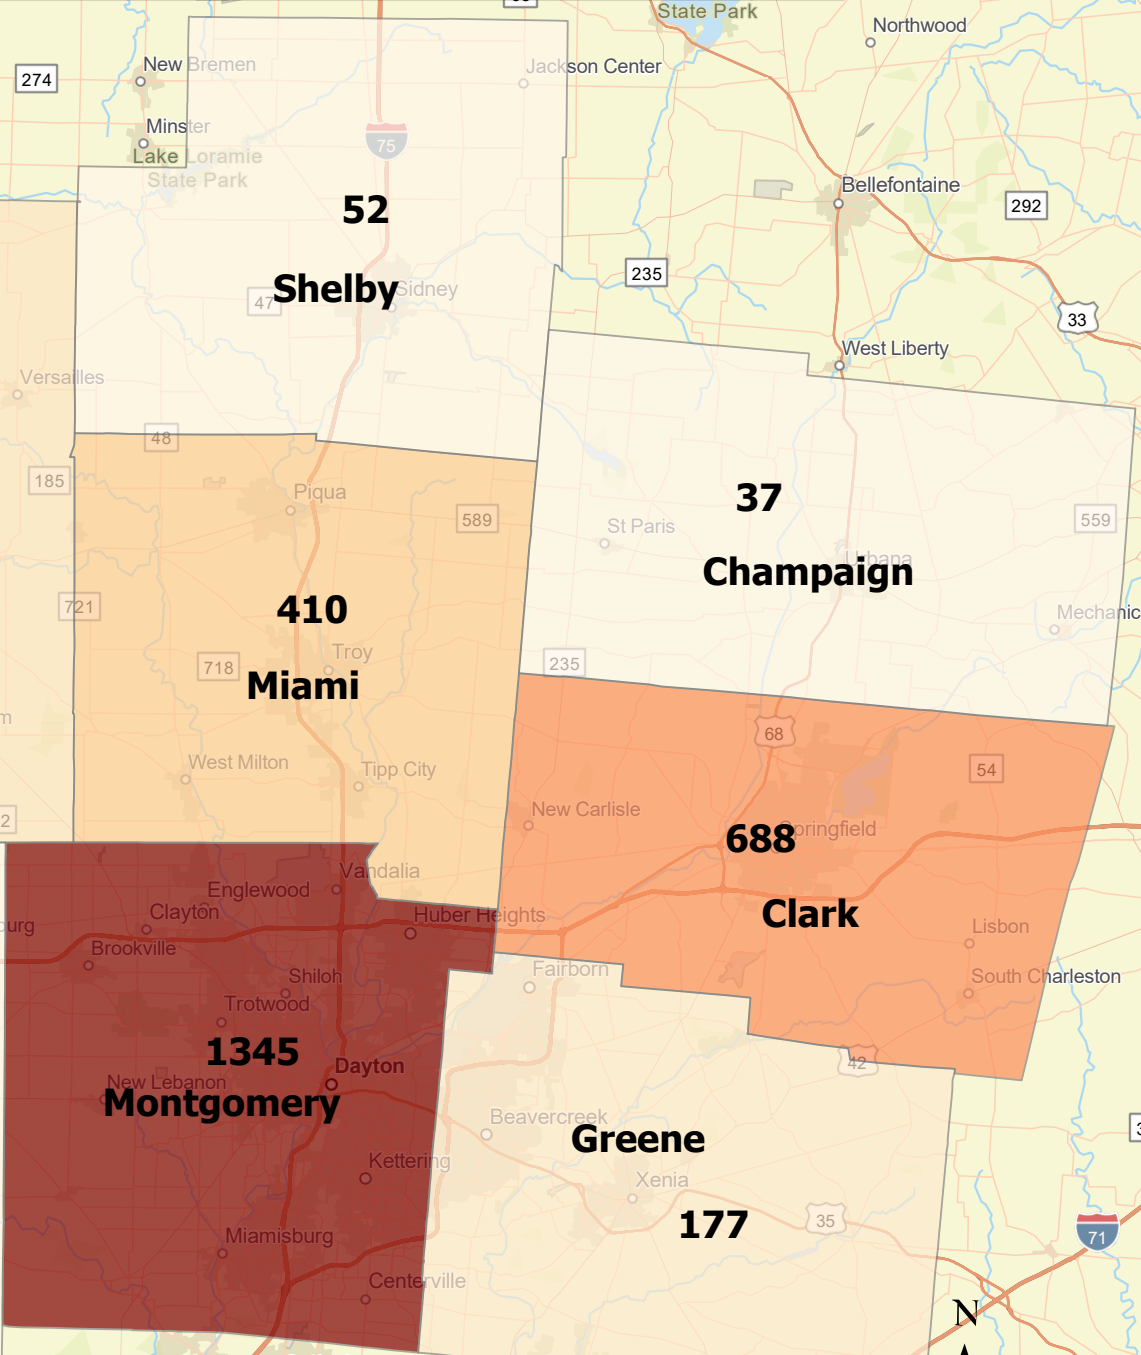 State Park
Northwood
New Bremen
Jackson Center
274
Minster
75
Lake Loramie
State Park
Bellefontaine
292
52
235
Shelby
Sidney
47
33
West Liberty
Versailles
48
185
Piqua
37
589
St Paris
559
Urbana
Champaign
721
410
Mechanic
Troy
235
718
Miami
68
West Milton
Tipp City
54
New Carlisle
2
688
Springfield
Vandalia
Englewood
Clayton
Huber Heights
Clark
urg
Lisbon
Brookville
Shiloh
Fairborn
South Charleston
Trotwood
1345
Dayton
42
New Lebanon
Montgomery
Beavercreek
Greene
3
Kettering
Xenia
177
35
Miamisburg
71
Centerville
N